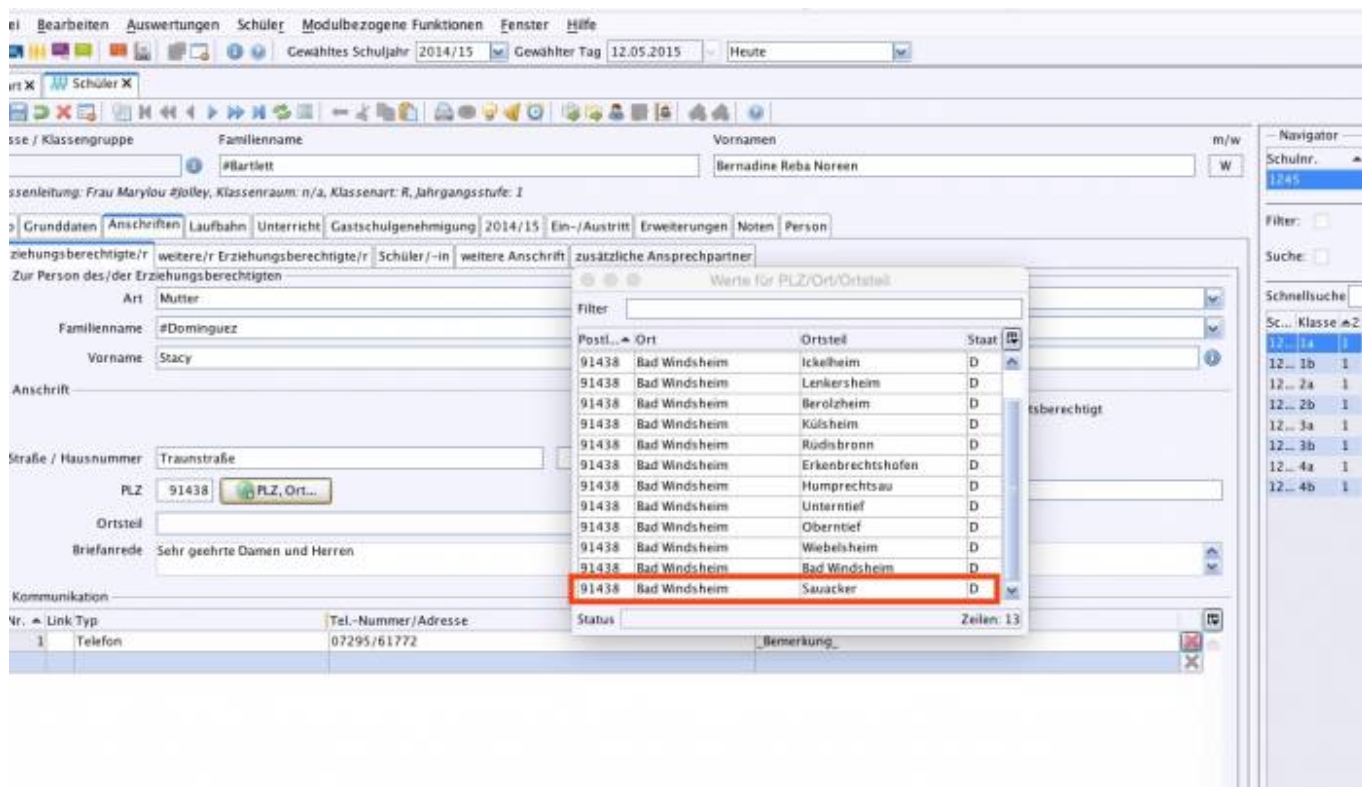 ei Bearbeiten Auswertungen Schüler Modulbezogene Funktionen Fenster Hilfe
Gewähltes Schuljahr 2014/15 Gewählter Tag 12.05.2015 Heute
art X Schüler X
sse / Klassengruppe Familienname Vornamen m/w
#Bartlett Bernadine Reba Noreen W
ssenleitung: Frau Marylou #Jolley, Klassenraum: n/a, Klassenart: R, Jahrgangsstufe: 1
Grunddaten Anschriften Laufbahn Unterricht Gastschulgenehmigung 2014/15 Ein-/Austritt Erweiterungen Noten Person
ziehungsberechtigte/r weitere/r Erziehungsberechtigte/r Schüler/-in weitere Anschrift zusätzliche Ansprechpartner
Zur Person des/der Erziehungsberechtigten
Art Mutter
Familienname #Dominguez
Vorname Stacy
Anschrift
tsberechtigt
Straße / Hausnummer Traunstraße
PLZ 91438 PLZ, Ort...
Ortsteil
Briefanrede Sehr geehrte Damen und Herren
Kommunikation
Nr. Link Typ Tel.-Nummer/Adresse
1 Telefon 07295/61772 _Bemerkung_
Werte für PLZ/Ort/Ortsteil
Filter
Postl... Ort Ortsteil Staat
91438 Bad Windsheim Ickelheim D
91438 Bad Windsheim Lenkersheim D
91438 Bad Windsheim Berolzheim D
91438 Bad Windsheim Külsheim D
91438 Bad Windsheim Rüdisbronn D
91438 Bad Windsheim Erkenbrechtshofen D
91438 Bad Windsheim Humprechtsau D
91438 Bad Windsheim Unterntief D
91438 Bad Windsheim Oberntief D
91438 Bad Windsheim Wiebelsheim D
91438 Bad Windsheim Bad Windsheim D
91438 Bad Windsheim Sauacker D
Status Zeilen: 13
Navigator
Schulnr.
1245
Filter:
Suche:
Schnellsuche
Sc... Klasse 2
12... 1a 1
12... 1b 1
12... 2a 1
12... 2b 1
12... 3a 1
12... 3b 1
12... 4a 1
12... 4b 1